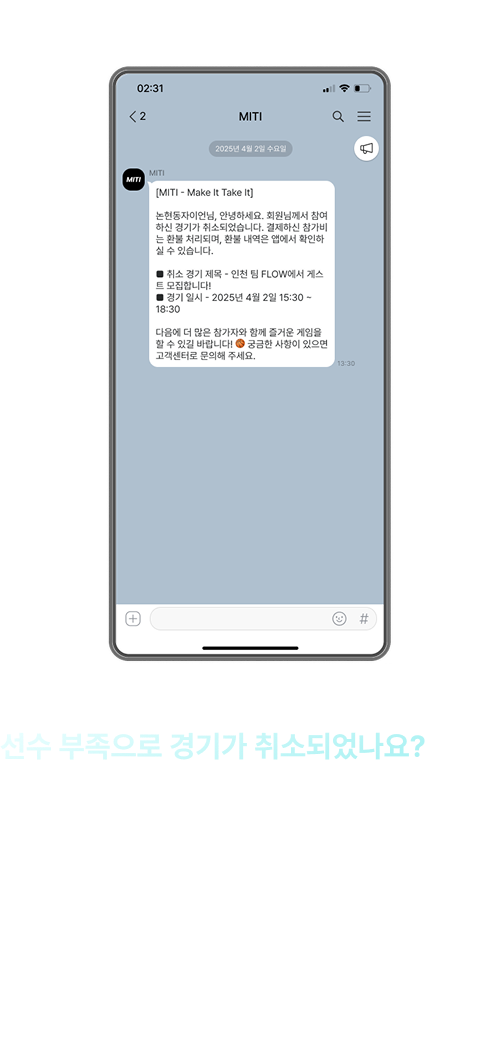 02:31
2
MITI
2025년 4월 2일 수요일
MITI
MITI
[MITI - Make It Take It]
논현동자이언님, 안녕하세요. 회원님께서 참여
하신 경기가 취소되었습니다. 결제하신 참가비
는 환불 처리되며, 환불 내역은 앱에서 확인하
실 수 있습니다.
■ 취소 경기 제목 - 인천 팀 FLOW에서 게스
트 모집합니다!
■ 경기 일시 - 2025년 4월 2일 15:30 ~
18:30
다음에 더 많은 참가자와 함께 즐거운 게임을
할 수 있길 바랍니다! 🏀 궁금한 사항이 있으면
고객센터로 문의해 주세요.
13:30
#
선수 부족으로 경기가 취소되었나요?